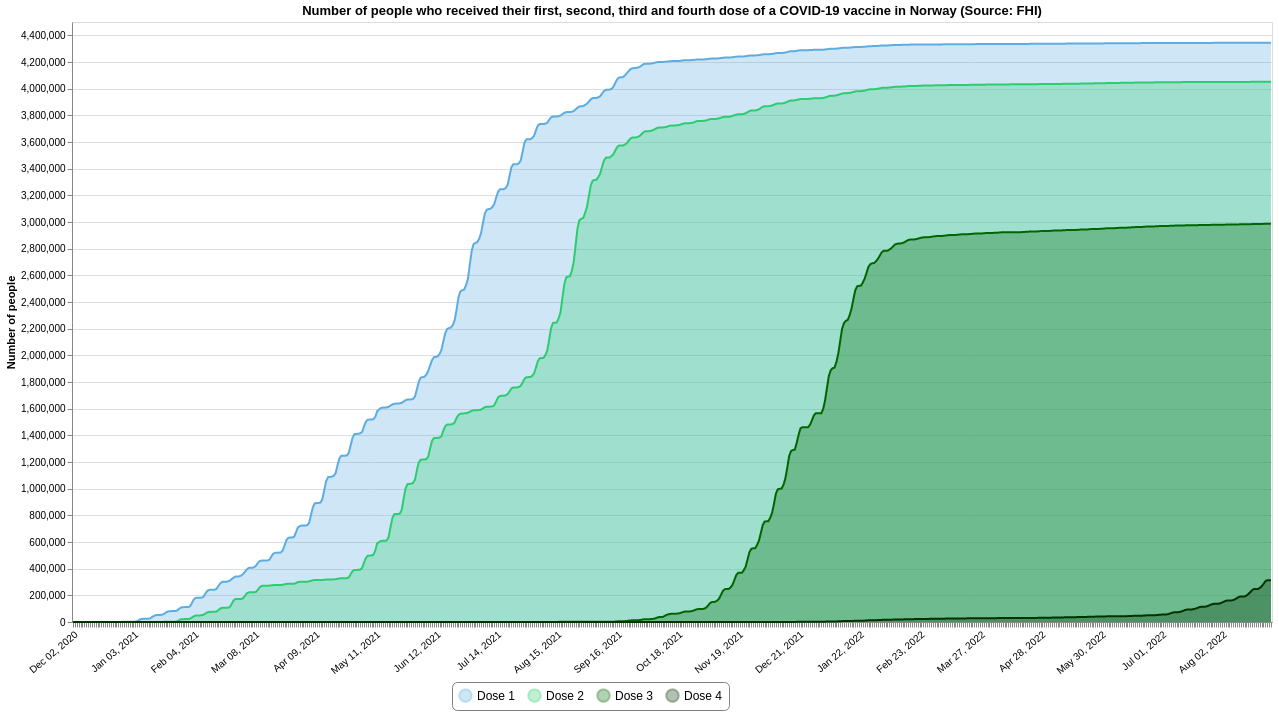 Number of people who received their first, second, third and fourth dose of a COVID-19 vaccine in Norway (Source: FHI)
Number of people
4,400,000
4,200,000
4,000,000
3,800,000
3,600,000
3,400,000
3,200,000
3,000,000
2,800,000
2,600,000
2,400,000
2,200,000
2,000,000
1,800,000
1,600,000
1,400,000
1,200,000
1,000,000
800,000
600,000
400,000
200,000
0
Dec 02, 2020
Jan 03, 2021
Feb 04, 2021
Mar 08, 2021
Apr 09, 2021
May 11, 2021
Jun 12, 2021
Jul 14, 2021
Aug 15, 2021
Sep 16, 2021
Oct 18, 2021
Nov 19, 2021
Dec 21, 2021
Jan 22, 2022
Feb 23, 2022
Mar 27, 2022
Apr 28, 2022
May 30, 2022
Jul 01, 2022
Aug 02, 2022
Dose 1 Dose 2 Dose 3 Dose 4